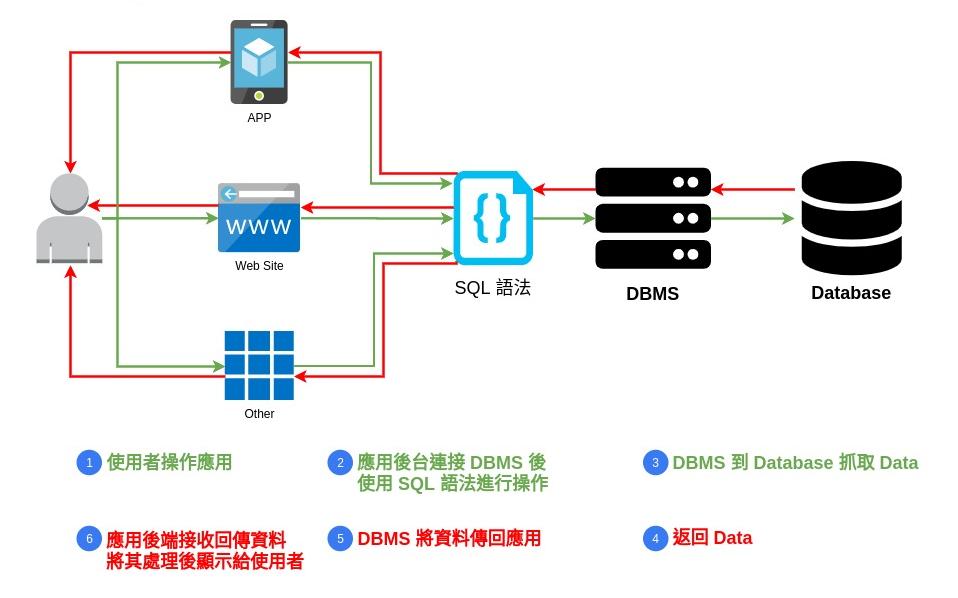 APP
WWW
Web Site
{}
SQL 語法
DBMS
Database
Other
1 使用者操作應用
2 應用後台連接 DBMS 後
使用 SQL 語法進行操作
3 DBMS 到 Database 抓取 Data
6 應用後端接收回傳資料
將其處理後顯示給使用者
5 DBMS 將資料傳回應用
4 返回 Data